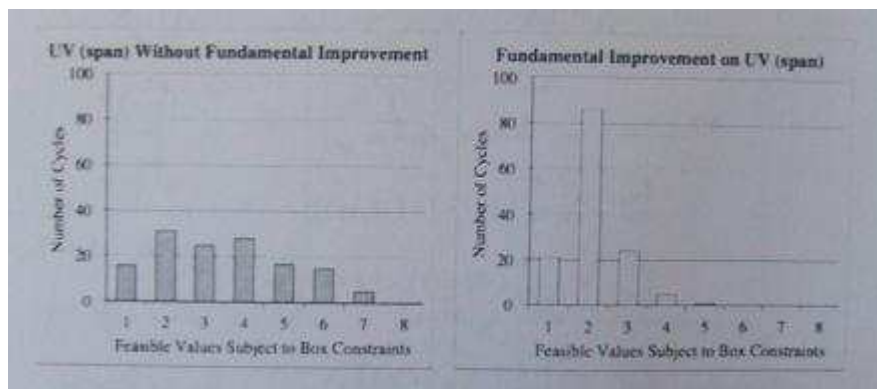 UV (span) Without Fundamental Improvement
100
80
60
40
20
0
Number of Cycles
1 2 3 4 5 6 7 8
Feasible Values Subject to Box Constraints
Fundamental Improvement on UV (span)
100
80
60
40
20
0
Number of Cycles
1 2 3 4 5 6 7 8
Feasible Values Subject to Box Constraints